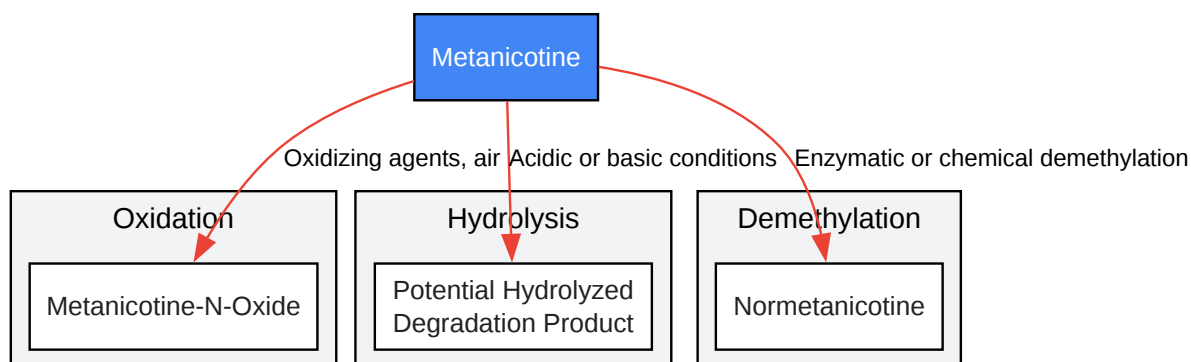 Metanicotine
Oxidizing agents, air
Acidic or basic conditions
Enzymatic or chemical demethylation
Oxidation
Hydrolysis
Demethylation
Metanicotine-N-Oxide
Potential Hydrolyzed
Degradation Product
Normetanicotine